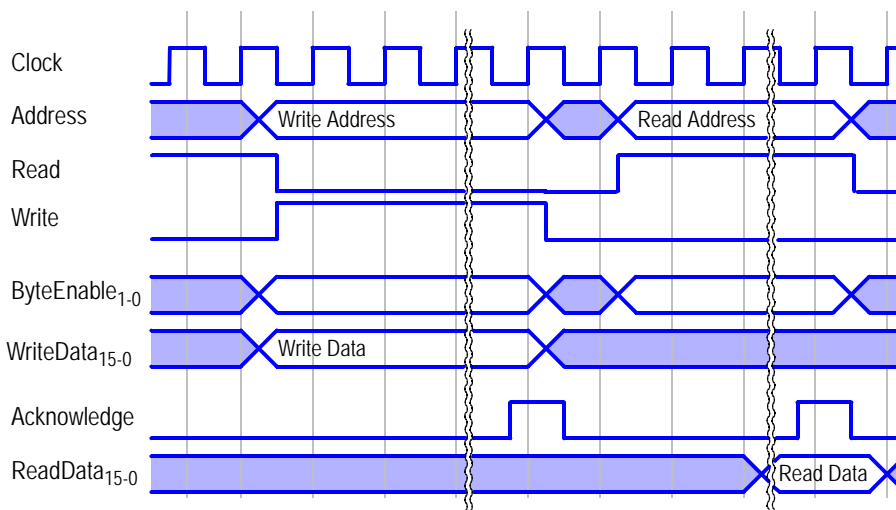 Clock
Address
Write Address
Read Address
Read
Write
ByteEnable1-0
WriteData15-0
Write Data
Acknowledge
ReadData15-0
Read Data